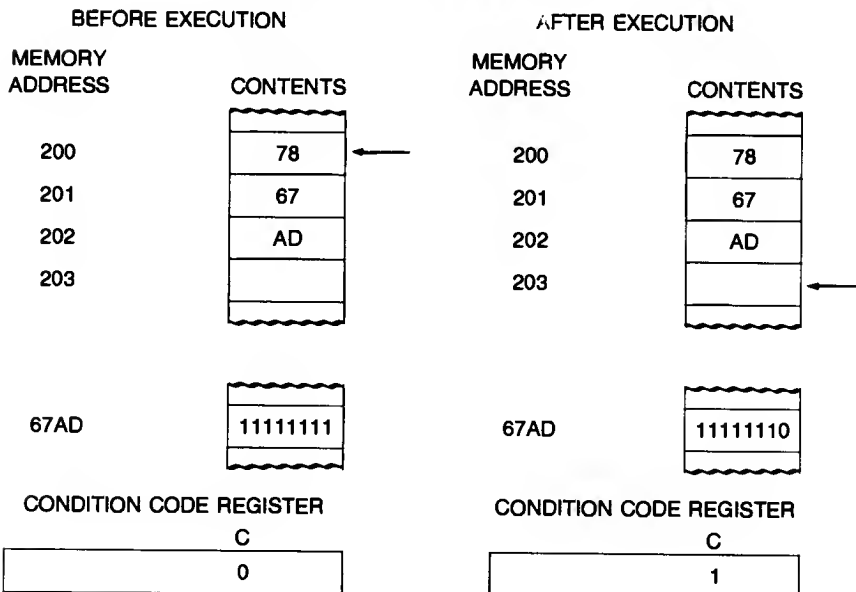 BEFORE EXECUTION
MEMORY ADDRESS
CONTENTS
200 78
201 67
202 AD
203
67AD 11111111
CONDITION CODE REGISTER
C
0
AFTER EXECUTION
MEMORY ADDRESS
CONTENTS
200 78
201 67
202 AD
203
67AD 11111110
CONDITION CODE REGISTER
C
1